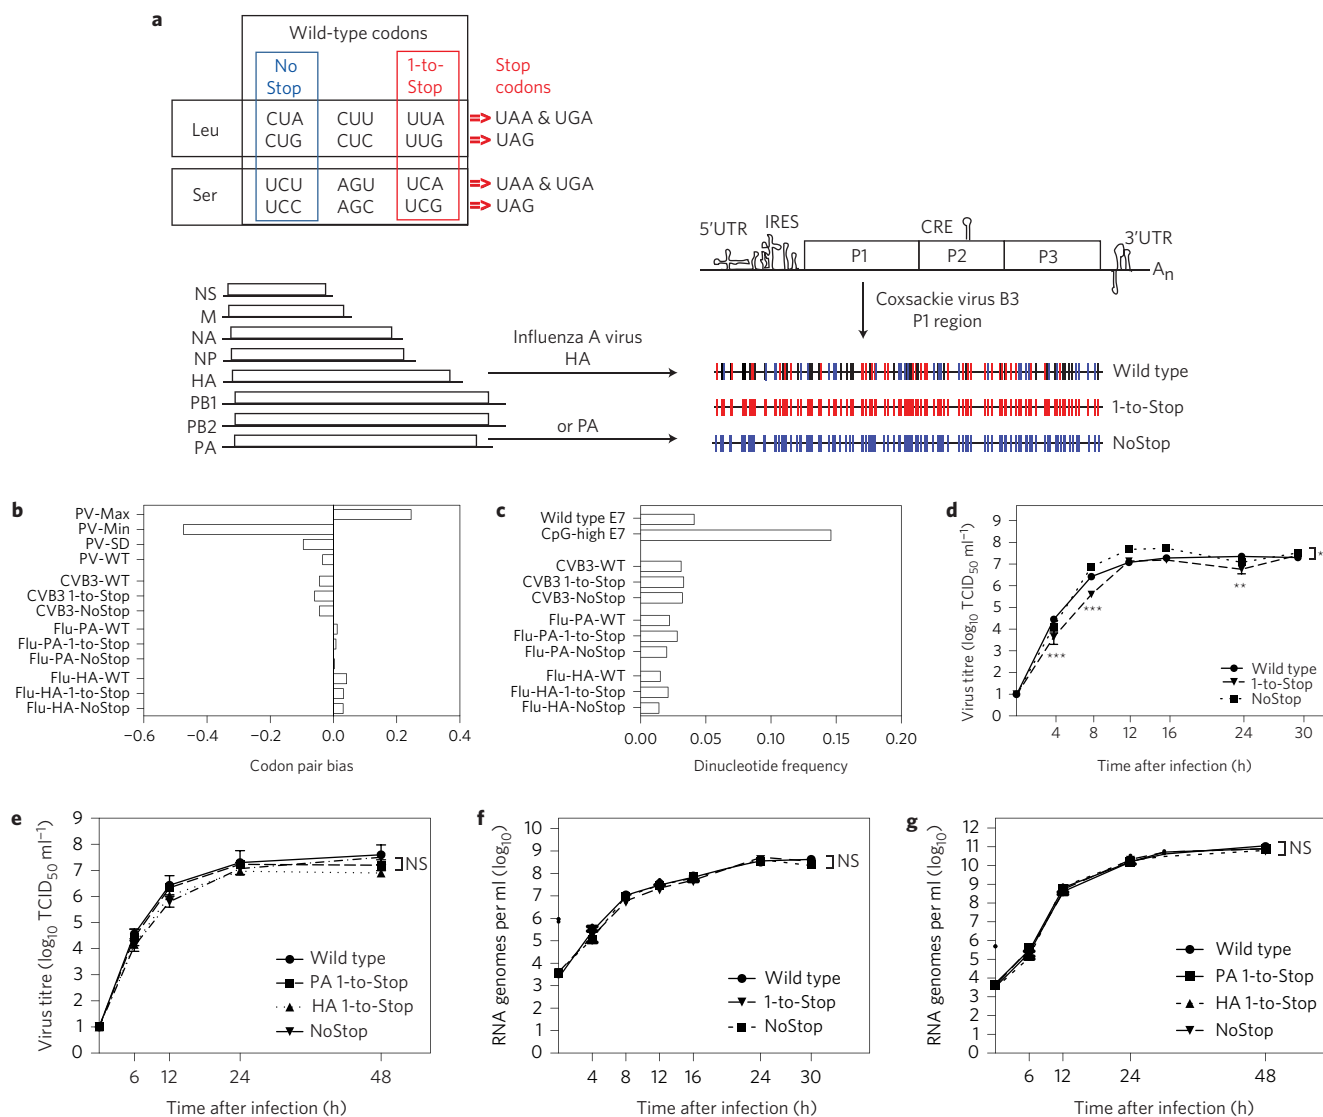 a
Wild-type codons
No Stop
1-to-Stop
Stop codons
Leu
CUA CUU UUA => UAA & UGA
CUG CUC UUG => UAG
Ser
UCU AGU UCA => UAA & UGA
UCC AGC UCG => UAG
5'UTR
IRES
CRE
3'UTR
P1
P2
P3
An
Coxsackie virus B3
P1 region
NS
M
NA
NP
HA
PB1
PB2
PA
Influenza A virus
HA
or PA
Wild type
1-to-Stop
NoStop
b
PV-Max
PV-Min
PV-SD
PV-WT
CVB3-WT
CVB3 1-to-Stop
CVB3-NoStop
Flu-PA-WT
Flu-PA-1-to-Stop
Flu-PA-NoStop
Flu-HA-WT
Flu-HA-1-to-Stop
Flu-HA-NoStop
−0.6 −0.4 −0.2 0.0 0.2 0.4
Codon pair bias
c
Wild type E7
CpG-high E7
CVB3-WT
CVB3 1-to-Stop
CVB3-NoStop
Flu-PA-WT
Flu-PA-1-to-Stop
Flu-PA-NoStop
Flu-HA-WT
Flu-HA-1-to-Stop
Flu-HA-NoStop
0.00 0.05 0.10 0.15 0.20
Dinucleotide frequency
d
Virus titre (log10 TCID50 ml−1)
9
8
7
6
5
4
3
2
1
0
***
***
**
*
Wild type
1-to-Stop
NoStop
4 8 12 16 24 30
Time after infection (h)
e
Virus titre (log10 TCID50 ml−1)
9
8
7
6
5
4
3
2
1
0
NS
Wild type
PA 1-to-Stop
HA 1-to-Stop
NoStop
6 12 24 48
Time after infection (h)
f
RNA genomes per ml (log10)
10
9
8
7
6
5
4
3
2
1
0
NS
Wild type
1-to-Stop
NoStop
4 8 12 16 24 30
Time after infection (h)
g
RNA genomes per ml (log10)
12
11
10
9
8
7
6
5
4
3
2
1
0
NS
Wild type
PA 1-to-Stop
HA 1-to-Stop
NoStop
6 12 24 48
Time after infection (h)